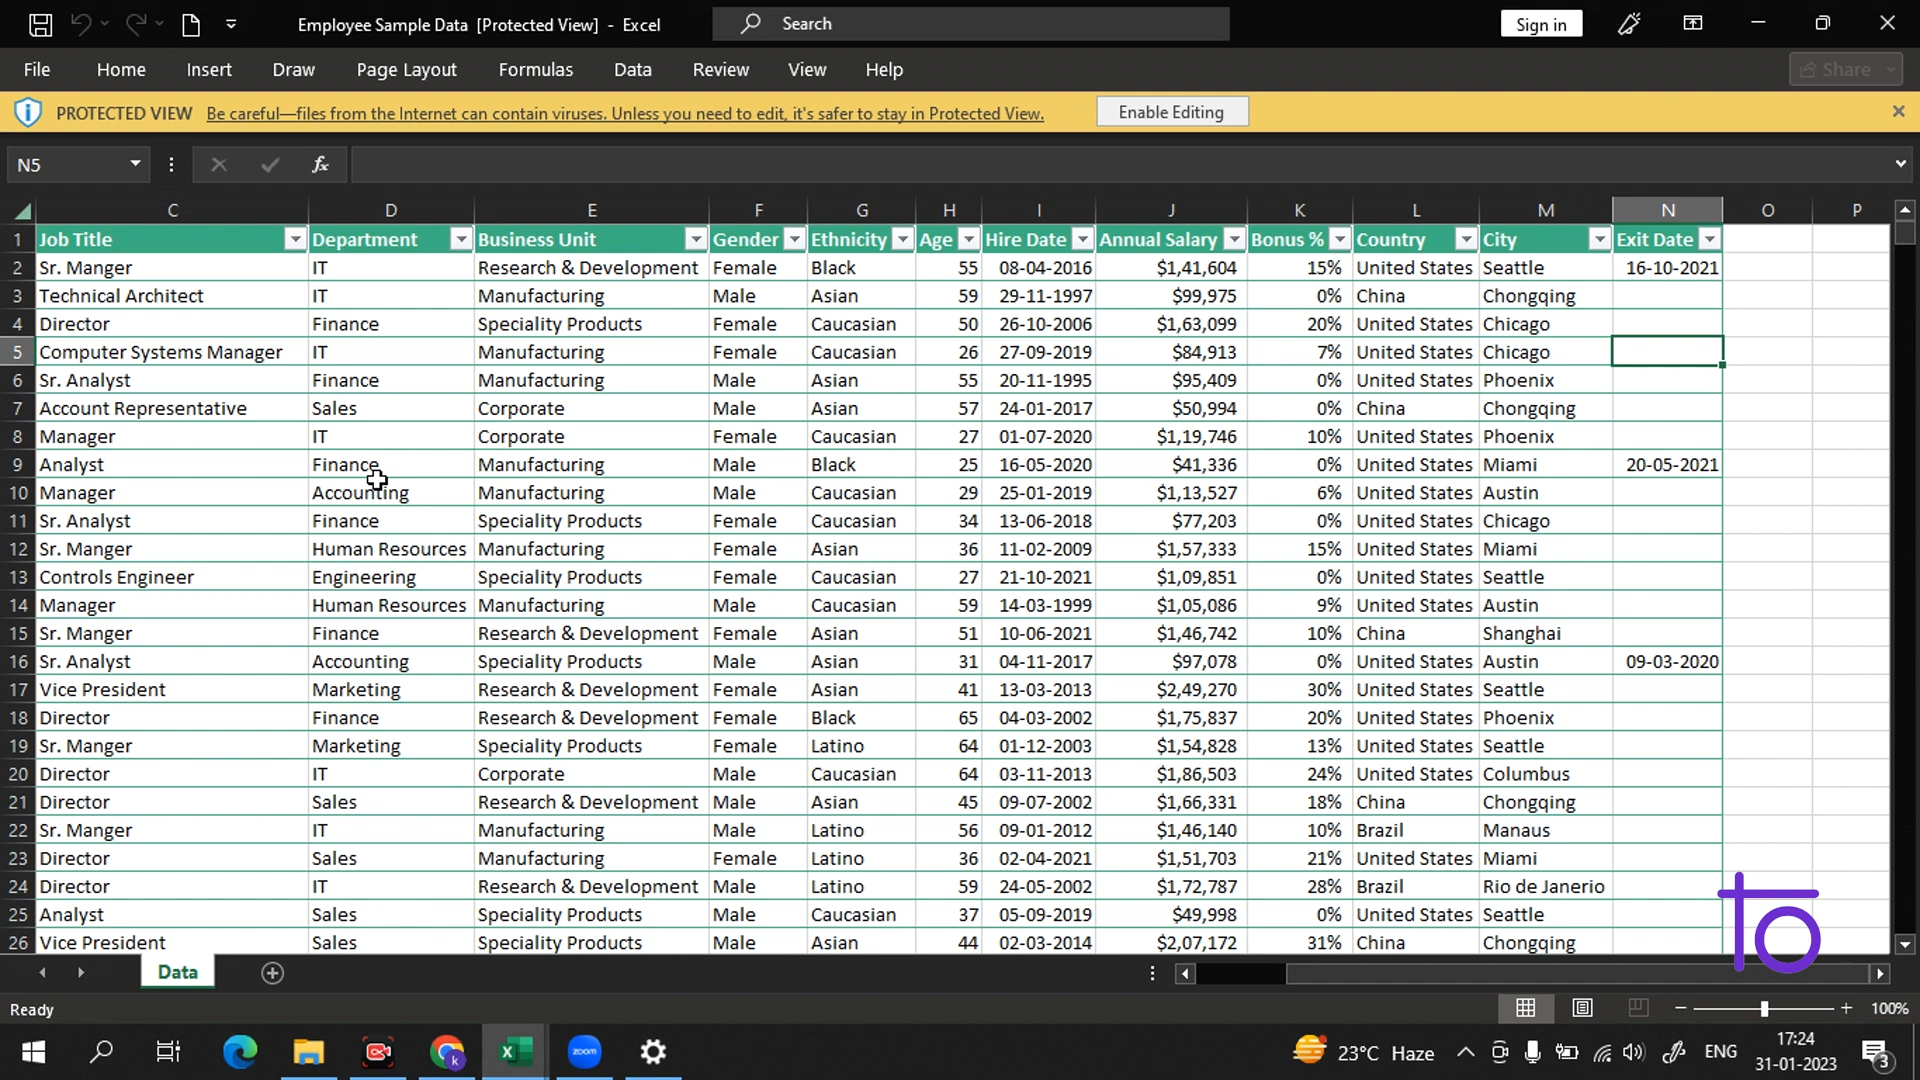 Employee Sample Data [Protected View] - Excel
Search
Sign in
File Home Insert Draw Page Layout Formulas Data Review View Help
Share
PROTECTED VIEW Be careful—files from the Internet can contain viruses. Unless you need to edit, it's safer to stay in Protected View. Enable Editing
N5
fx
C D E F G H I J K L M N O P
1 Job Title Department Business Unit Gender Ethnicity Age Hire Date Annual Salary Bonus % Country City Exit Date
2 Sr. Manger IT Research & Development Female Black 55 08-04-2016 $1,41,604 15% United States Seattle 16-10-2021
3 Technical Architect IT Manufacturing Male Asian 59 29-11-1997 $99,975 0% China Chongqing
4 Director Finance Speciality Products Female Caucasian 50 26-10-2006 $1,63,099 20% United States Chicago
5 Computer Systems Manager IT Manufacturing Female Caucasian 26 27-09-2019 $84,913 7% United States Chicago
6 Sr. Analyst Finance Manufacturing Male Asian 55 20-11-1995 $95,409 0% United States Phoenix
7 Account Representative Sales Corporate Male Asian 57 24-01-2017 $50,994 0% China Chongqing
8 Manager IT Corporate Female Caucasian 27 01-07-2020 $1,19,746 10% United States Phoenix
9 Analyst Finance Manufacturing Male Black 25 16-05-2020 $41,336 0% United States Miami 20-05-2021
10 Manager Accounting Manufacturing Male Caucasian 29 25-01-2019 $1,13,527 6% United States Austin
11 Sr. Analyst Finance Speciality Products Female Caucasian 34 13-06-2018 $77,203 0% United States Chicago
12 Sr. Manger Human Resources Manufacturing Female Asian 36 11-02-2009 $1,57,333 15% United States Miami
13 Controls Engineer Engineering Speciality Products Female Caucasian 27 21-10-2021 $1,09,851 0% United States Seattle
14 Manager Human Resources Manufacturing Male Caucasian 59 14-03-1999 $1,05,086 9% United States Austin
15 Sr. Manger Finance Research & Development Female Asian 51 10-06-2021 $1,46,742 10% China Shanghai
16 Sr. Analyst Accounting Speciality Products Male Asian 31 04-11-2017 $97,078 0% United States Austin 09-03-2020
17 Vice President Marketing Research & Development Female Asian 41 13-03-2013 $2,49,270 30% United States Seattle
18 Director Finance Research & Development Female Black 65 04-03-2002 $1,75,837 20% United States Phoenix
19 Sr. Manger Marketing Speciality Products Female Latino 64 01-12-2003 $1,54,828 13% United States Seattle
20 Director IT Corporate Male Caucasian 64 03-11-2013 $1,86,503 24% United States Columbus
21 Director Sales Research & Development Male Asian 45 09-07-2002 $1,66,331 18% China Chongqing
22 Sr. Manger IT Manufacturing Male Latino 56 09-01-2012 $1,46,140 10% Brazil Manaus
23 Director Sales Manufacturing Female Latino 36 02-04-2021 $1,51,703 21% United States Miami
24 Director IT Research & Development Male Latino 59 24-05-2002 $1,72,787 28% Brazil Rio de Janerio
25 Analyst Sales Speciality Products Male Caucasian 37 05-09-2019 $49,998 0% United States Seattle
26 Vice President Sales Speciality Products Male Asian 44 02-03-2014 $2,07,172 31% China Chongqing
to
Data
Ready
100%
zoom
k
23°C Haze
ENG
17:24
31-01-2023
3